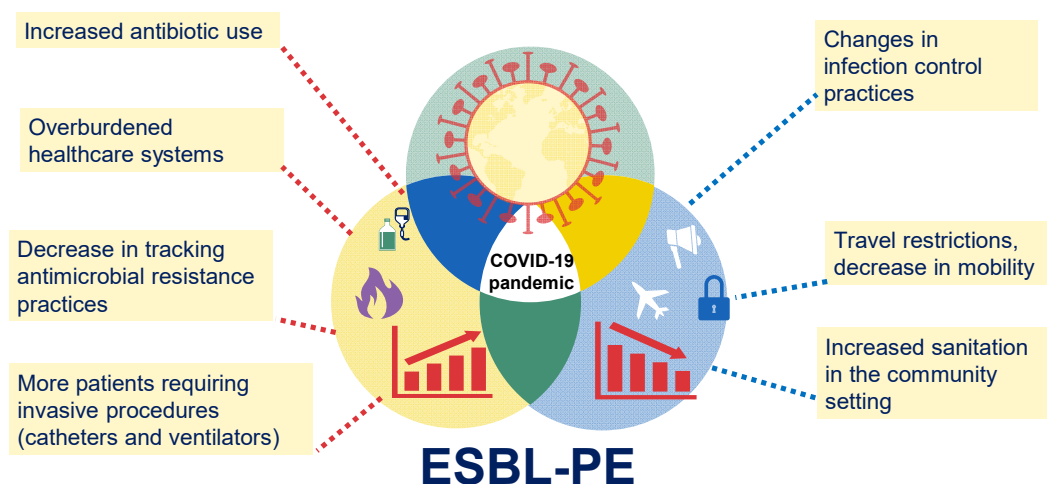 Increased antibiotic use
Overburdened
healthcare systems
Decrease in tracking
antimicrobial resistance
practices
More patients requiring
invasive procedures
(catheters and ventilators)
COVID-19
pandemic
Changes in
infection control
practices
Travel restrictions,
decrease in mobility
Increased sanitation
in the community
setting
ESBL-PE